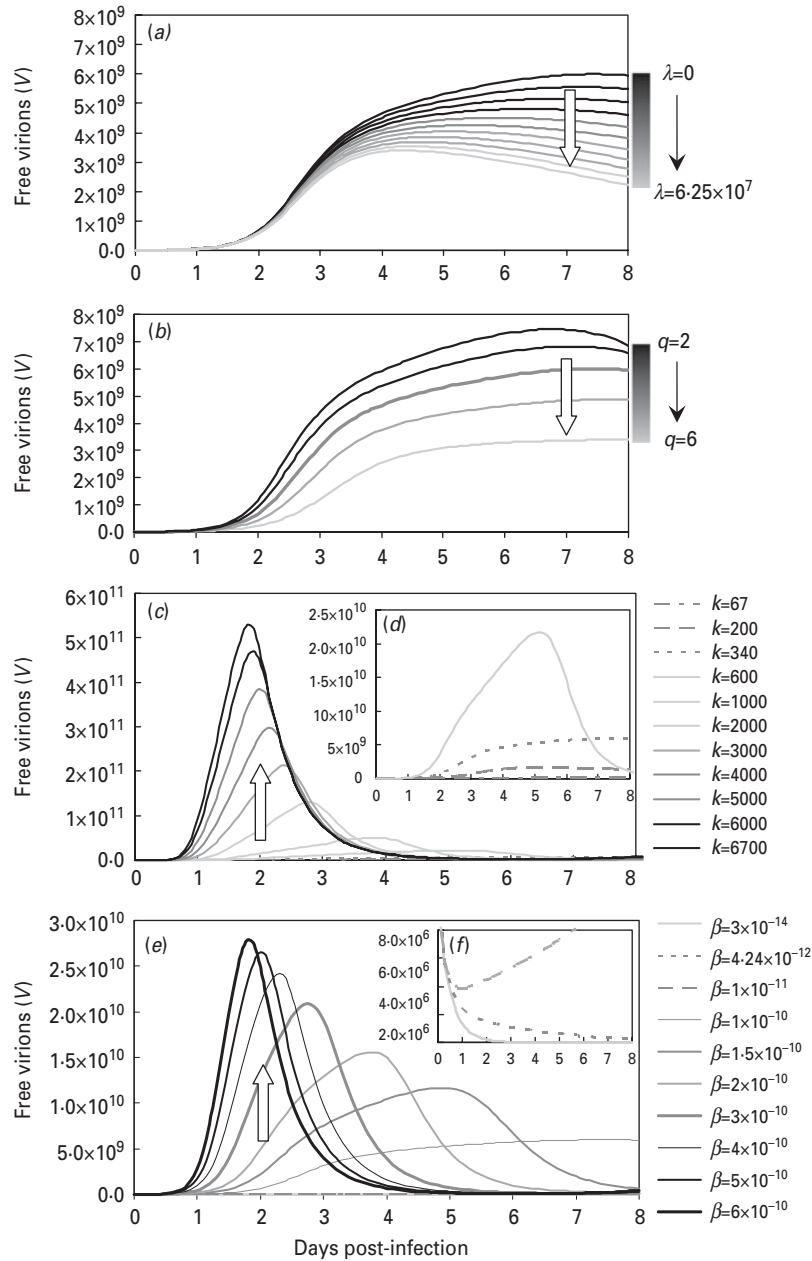 (a)
Free virions (V)
8×10⁹
7×10⁹
6×10⁹
5×10⁹
4×10⁹
3×10⁹
2×10⁹
1×10⁹
0·0
0 1 2 3 4 5 6 7 8
λ=0
λ=6·25×10⁷
(b)
Free virions (V)
8×10⁹
7×10⁹
6×10⁹
5×10⁹
4×10⁹
3×10⁹
2×10⁹
1×10⁹
0·0
0 1 2 3 4 5 6 7 8
q=2
q=6
(c)
Free virions (V)
6×10¹¹
5×10¹¹
4×10¹¹
3×10¹¹
2×10¹¹
1×10¹¹
0·0
0 1 2 3 4 5 6 7 8
(d)
2.5×10¹⁰
2.0×10¹⁰
1.5×10¹⁰
5×10¹⁰
5×10⁹
0
0 1 2 3 4 5 6 7 8
k=67
k=200
k=340
k=600
k=1000
k=2000
k=3000
k=4000
k=5000
k=6000
k=6700
(e)
Free virions (V)
3·0×10¹⁰
2·5×10¹⁰
2·0×10¹⁰
1·5×10¹⁰
1·0×10¹⁰
5·0×10⁹
0·0
0 1 2 3 4 5 6 7 8
Days post-infection
(f)
8·0×10⁶
6·0×10⁶
4·0×10⁶
2·0×10⁶
0 1 2 3 4 5 6 7 8
β=3×10⁻¹⁴
β=4·24×10⁻¹²
β=1×10⁻¹¹
β=1×10⁻¹⁰
β=1·5×10⁻¹⁰
β=2×10⁻¹⁰
β=3×10⁻¹⁰
β=4×10⁻¹⁰
β=5×10⁻¹⁰
β=6×10⁻¹⁰